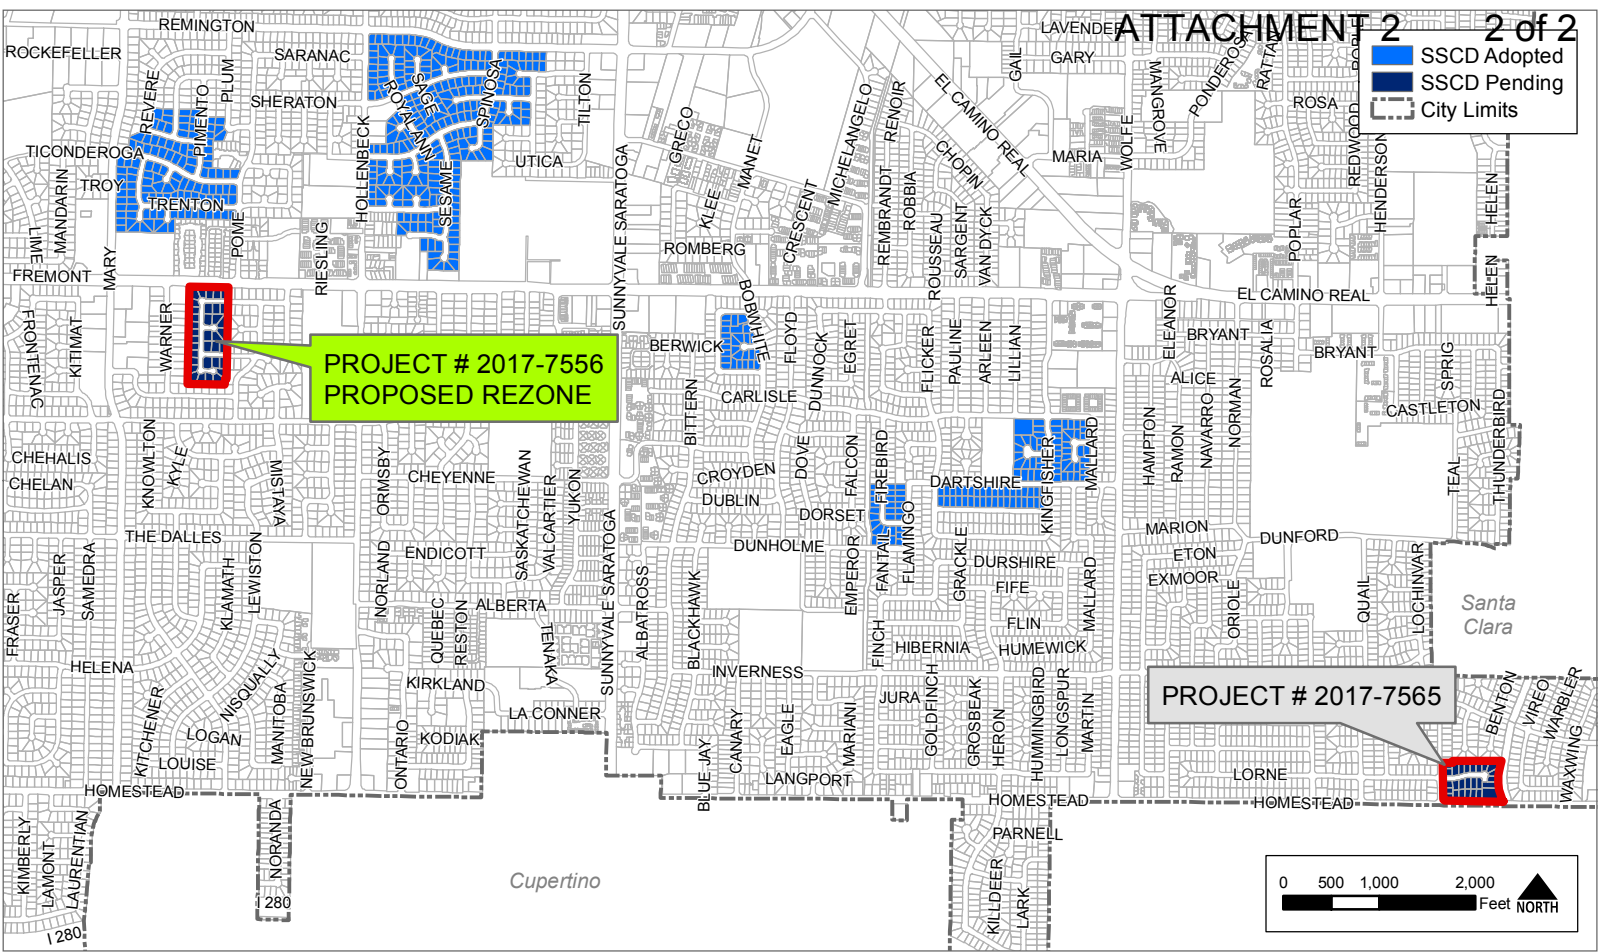 ATTACHMENT 2 2 of 2
SSCD Adopted
SSCD Pending
City Limits
REMINGTON
ROCKEFELLER
SARANAC
REVERE
PLUM
PIMENTO
SHERATON
HOLLENBECK
SAGE
ROYAL ANN
SPINOSA
TILTON
UTICA
SESAME
TICONDEROGA
TROY
TRENTON
MANDARIN
LIME
MARY
POME
RIESLING
FREMONT
SUNNYVALE SARATOGA
GRECO
KLEE
MANET
CRESCENT
MICHELANGELO
RENOIR
REMBRANDT
ROBBIA
ROMBERG
ROUSSEAU
SARGENT
VAN DYCK
CHOPIN
EL CAMINO REAL
LAVENDER
GAIL
GARY
MARIA
WOLFE
MANGROVE
PONDEROSA
RATTAN
ROSA
REDWOOD
HENDERSON
POPLAR
HELEN
HELEN
EL CAMINO REAL
FRONTENAC
KITIMAT
WARNER
PROJECT # 2017-7556
PROPOSED REZONE
BERWICK
BOBWHITE
FLOYD
DUNNOCK
EGRET
FLICKER
PAULINE
ARLEEN
LILLIAN
ELEANOR
BRYANT
ROSALIA
BRYANT
SPRIG
ALICE
CASTLETON
THUNDERBIRD
CARLISLE
BITTERN
HAMPTON
RAMON
NAVARRO
NORMAN
TEAL
CHEHALIS
CHELAN
KNOWLTON
KYLE
MISTAYA
ORMSBY
CHEYENNE
SASKATCHEWAN
VALCARTIER
YUKON
SUNNYVALE SARATOGA
CROYDEN
DUBLIN
DOVE
FALCON
FIREBIRD
DORSET
DUNHOLME
DARTSHIRE
KINGFISHER
MALLARD
MARION
ETON
EXMOOR
DUNFORD
THE DALLES
ENDICOTT
JASPER
SAMEDRA
FRASER
KLAMATH
LEWISTON
NORLAND
QUEBEC
RESTON
ALBERTA
TENAKA
ALBATROSS
BLACKHAWK
EMPEROR
FANTAIL
FLAMINGO
GRACKLE
DURSHIRE
FIFE
FLIN
MALLARD
HUMEWICK
HIBERNIA
FINCH
ORIOLE
QUAIL
LOCHINVAR
Santa
Clara
HELENA
KITCHENER
NISQUALLY
LOGAN
LOUISE
MANITOBA
NEW BRUNSWICK
KIRKLAND
LA CONNER
KODIAK
ONTARIO
INVERNESS
JURA
GOLDFINCH
GROSBEAK
HERON
HUMMINGBIRD
LONGSPUR
MARTIN
BLUE JAY
CANARY
EAGLE
MARIANI
LANGPORT
PROJECT # 2017-7565
BENTON
VIREO
WARBLER
WAXWING
LORNE
HOMESTEAD
HOMESTEAD
HOMESTEAD
NORANDA
KIMBERLY
LAMONT
LAURENTIAN
I 280
I 280
Cupertino
PARNELL
KILLDEER
LARK
0 500 1,000 2,000
Feet
NORTH